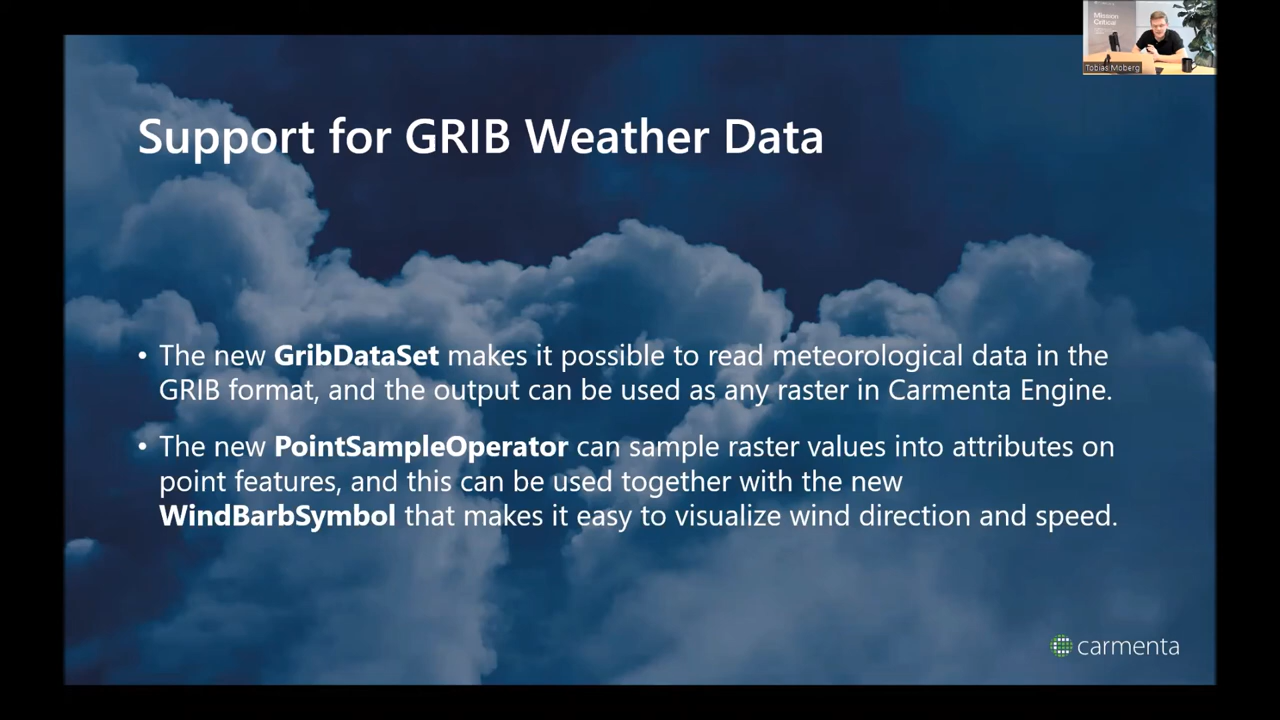 Mission
Critical
Tobias Moberg
Support for GRIB Weather Data
• The new GribDataSet makes it possible to read meteorological data in the
GRIB format, and the output can be used as any raster in Carmenta Engine.
• The new PointSampleOperator can sample raster values into attributes on
point features, and this can be used together with the new
WindBarbSymbol that makes it easy to visualize wind direction and speed.
carmenta